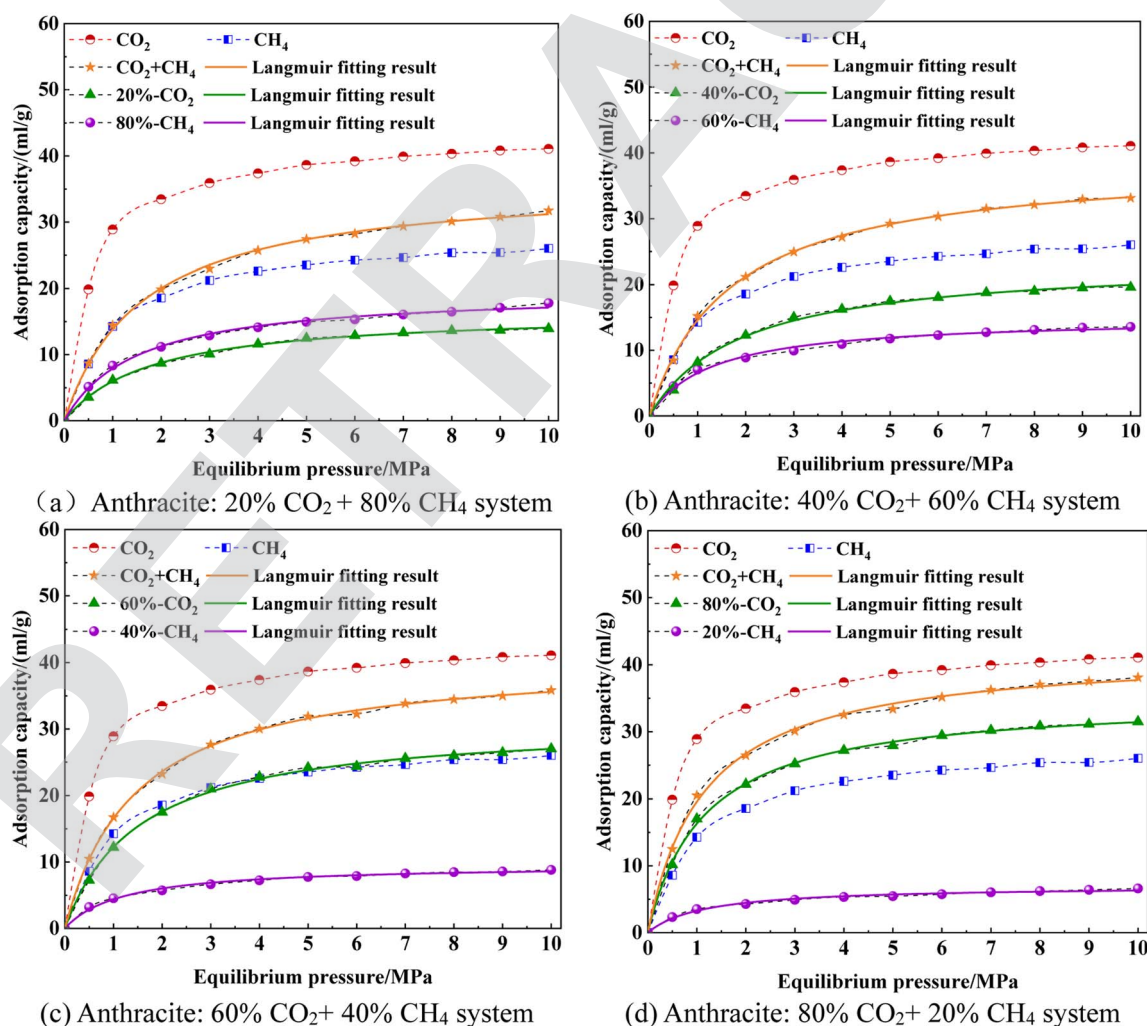 60
50
40
30
20
10
0
Adsorption capacity/(ml/g)
CO₂
CH₄
CO₂+CH₄
Langmuir fitting result
20%-CO₂
Langmuir fitting result
80%-CH₄
Langmuir fitting result
0 1 2 3 4 5 6 7 8 9 10
Equilibrium pressure/MPa
(a) Anthracite: 20% CO₂ + 80% CH₄ system
60
50
40
30
20
10
0
Adsorption capacity/(ml/g)
CO₂
CH₄
CO₂+CH₄
Langmuir fitting result
40%-CO₂
Langmuir fitting result
60%-CH₄
Langmuir fitting result
0 1 2 3 4 5 6 7 8 9 10
Equilibrium pressure/MPa
(b) Anthracite: 40% CO₂+ 60% CH₄ system
60
50
40
30
20
10
0
Adsorption capacity/(ml/g)
CO₂
CH₄
CO₂+CH₄
Langmuir fitting result
60%-CO₂
Langmuir fitting result
40%-CH₄
Langmuir fitting result
0 1 2 3 4 5 6 7 8 9 10
Equilibrium pressure/MPa
(c) Anthracite: 60% CO₂+ 40% CH₄ system
60
50
40
30
20
10
0
Adsorption capacity/(ml/g)
CO₂
CH₄
CO₂+CH₄
Langmuir fitting result
80%-CO₂
Langmuir fitting result
20%-CH₄
Langmuir fitting result
0 1 2 3 4 5 6 7 8 9 10
Equilibrium pressure/MPa
(d) Anthracite: 80% CO₂+ 20% CH₄ system
RETRAC